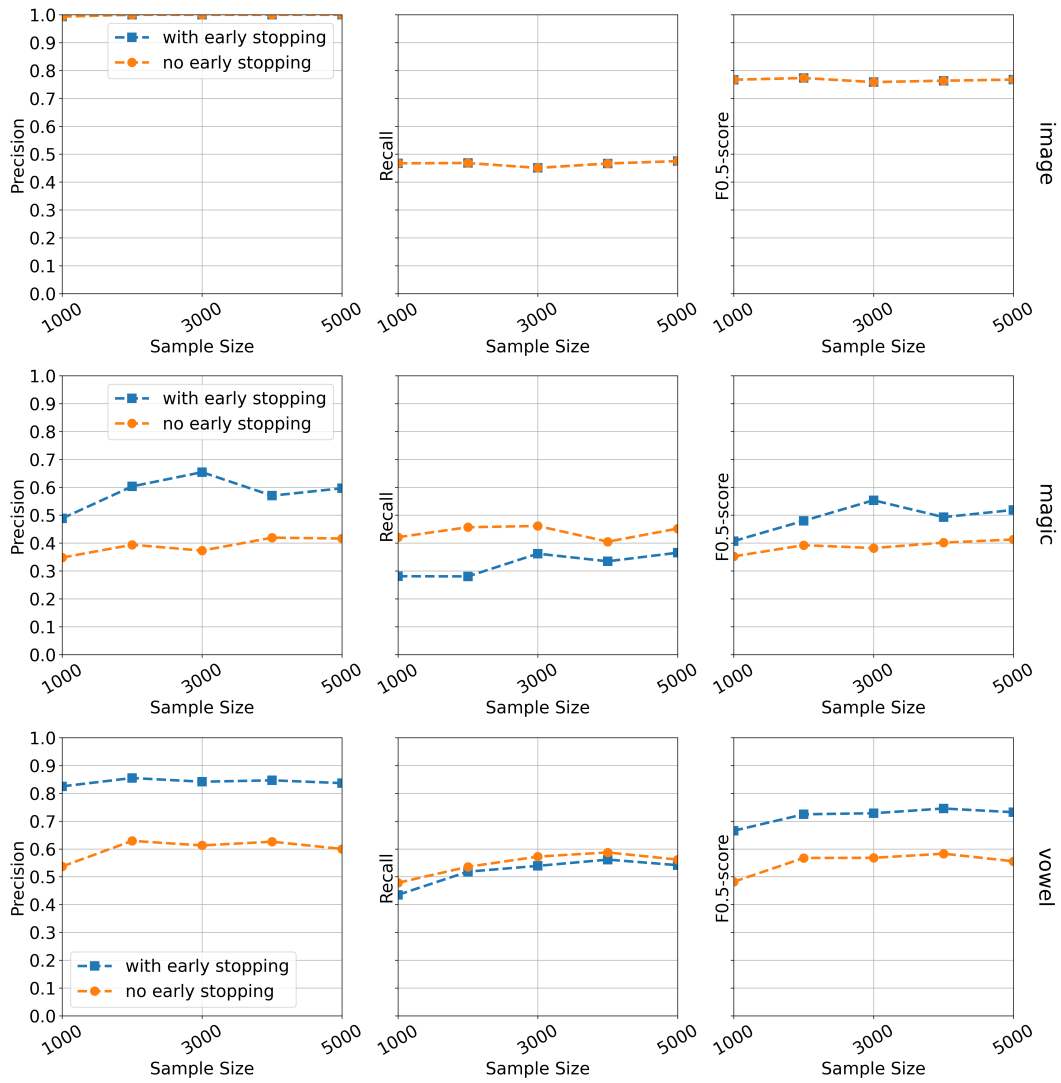 1.0
0.9
0.8
0.7
0.6
0.5
0.4
0.3
0.2
0.1
0.0
Precision
with early stopping
no early stopping
1000
3000
5000
Sample Size
Recall
1000
3000
5000
Sample Size
F0.5-score
1000
3000
5000
Sample Size
image
1.0
0.9
0.8
0.7
0.6
0.5
0.4
0.3
0.2
0.1
0.0
Precision
with early stopping
no early stopping
1000
3000
5000
Sample Size
Recall
1000
3000
5000
Sample Size
F0.5-score
1000
3000
5000
Sample Size
magic
1.0
0.9
0.8
0.7
0.6
0.5
0.4
0.3
0.2
0.1
0.0
Precision
with early stopping
no early stopping
1000
3000
5000
Sample Size
Recall
1000
3000
5000
Sample Size
F0.5-score
1000
3000
5000
Sample Size
vowel